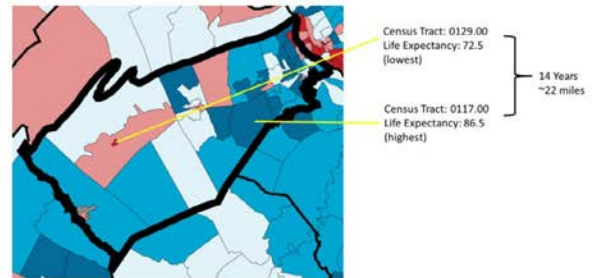 Census Tract: 0129.00
Life Expectancy: 72.5
(lowest)
14 Years
~22 miles
Census Tract: 0117.00
Life Expectancy: 86.5
(highest)